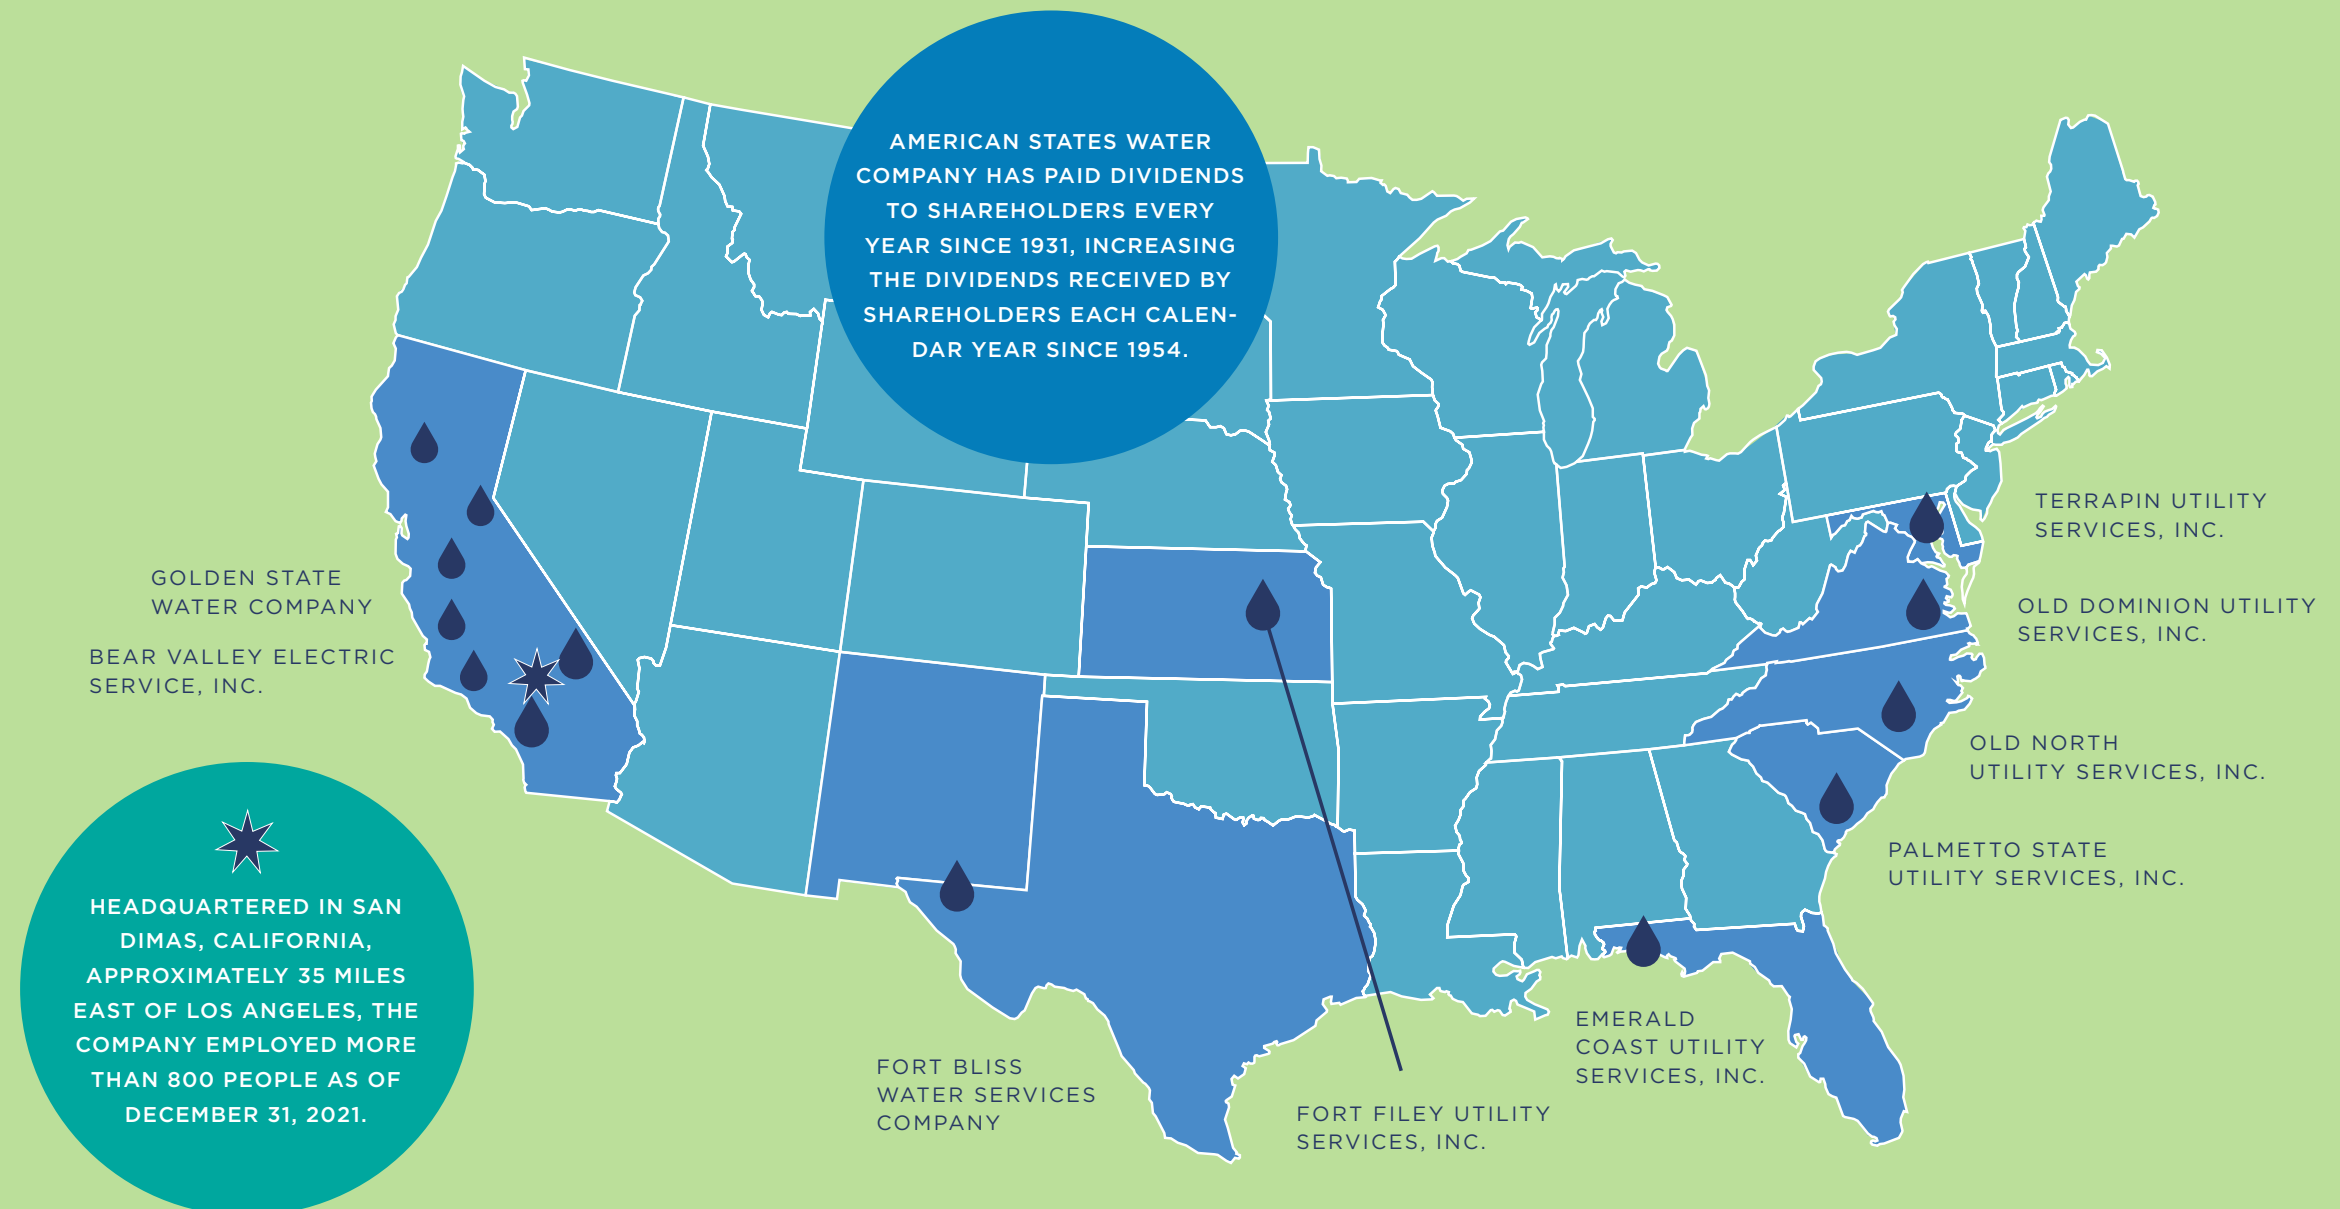 AMERICAN STATES WATER
COMPANY HAS PAID DIVIDENDS
TO SHAREHOLDERS EVERY
YEAR SINCE 1931, INCREASING
THE DIVIDENDS RECEIVED BY
SHAREHOLDERS EACH CALEN-
DAR YEAR SINCE 1954.
GOLDEN STATE
WATER COMPANY
BEAR VALLEY ELECTRIC
SERVICE, INC.
HEADQUARTERED IN SAN
DIMAS, CALIFORNIA,
APPROXIMATELY 35 MILES
EAST OF LOS ANGELES, THE
COMPANY EMPLOYED MORE
THAN 800 PEOPLE AS OF
DECEMBER 31, 2021.
FORT BLISS
WATER SERVICES
COMPANY
FORT FILEY UTILITY
SERVICES, INC.
EMERALD
COAST UTILITY
SERVICES, INC.
TERRAPIN UTILITY
SERVICES, INC.
OLD DOMINION UTILITY
SERVICES, INC.
OLD NORTH
UTILITY SERVICES, INC.
PALMETTO STATE
UTILITY SERVICES, INC.